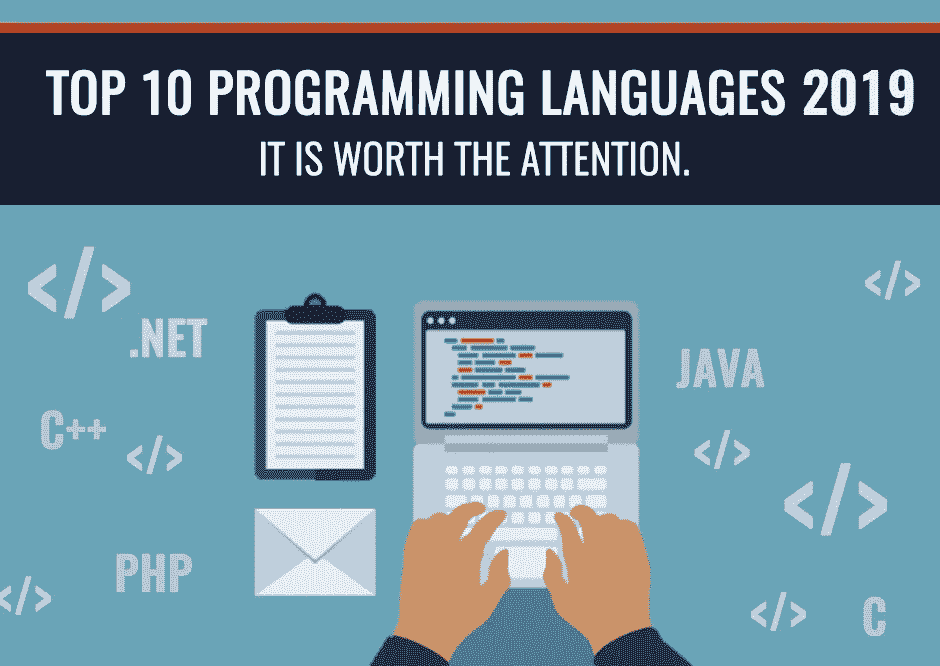 TOP 10 PROGRAMMING LANGUAGES 2019
IT IS WORTH THE ATTENTION.
</>
</>
.NET
JAVA
C++
</>
</>
</>
PHP
</>
</>
C